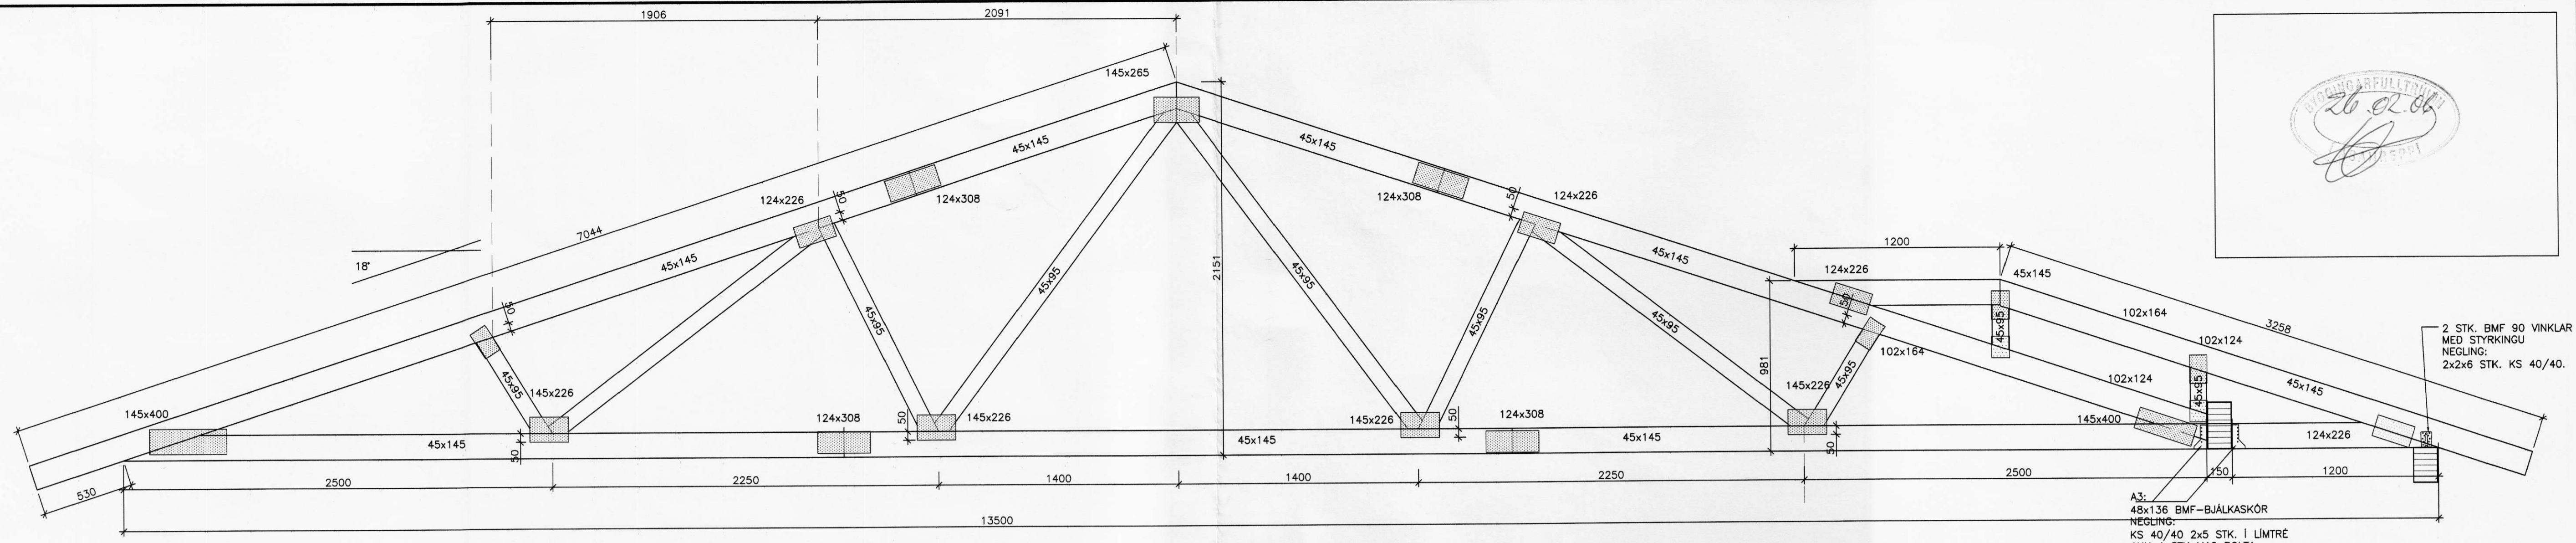 1906
2091
145x265
45x145
45x145
124x226
50
124x308
124x308
50
124x226
7044
18°
45x145
2151
45x95
45x95
45x95
45x95
45x95
45x145
1200
124x226
45x145
50
981
45x95
102x164
3258
102x124
102x164
45x145
102x124
45x95
2 STK. BMF 90 VINKLAR
MED STYRKINGU
NEGLING:
2x2x6 STK. KS 40/40.
50
45x95
145x226
145x400
45x145
50
124x308
50
145x226
45x145
145x226
50
124x308
45x145
145x226
45x95
50
145x400
124x226
530
2500
2250
1400
1400
2250
2500
150
1200
13500
A3:
48x136 BMF-BJÁLKASKÓR
NEGLING:
KS 40/40 2x5 STK. Í LÍMTRÉ
BYGGINGARFULLTRÚINN
26.02.06